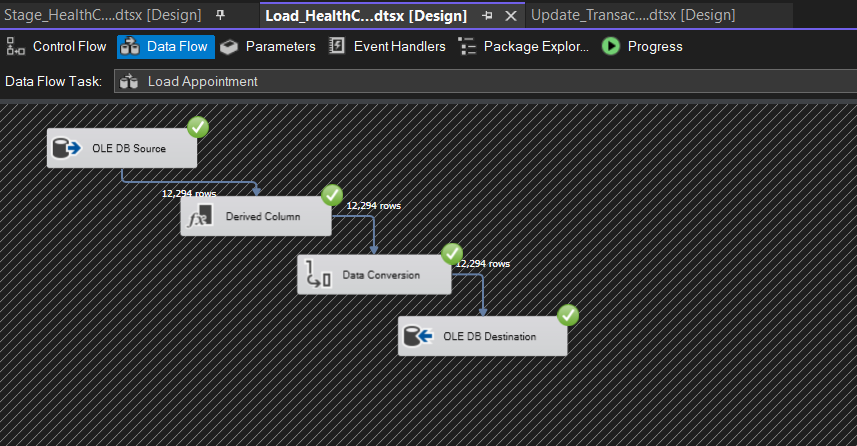 Stage_HealthC....dtsx [Design] Load_HealthC...dtsx [Design] Update_Transac....dtsx [Design]
Control Flow Data Flow Parameters Event Handlers Package Explor... Progress
Data Flow Task: Load Appointment
OLE DB Source
12,294 rows
Derived Column
12,294 rows
Data Conversion
12,294 rows
OLE DB Destination